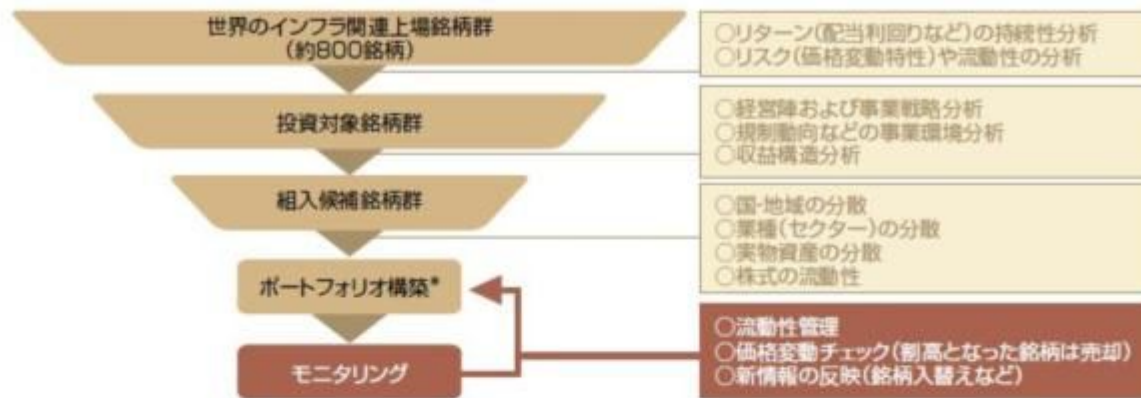 世界のインフラ関連上場銘柄群
(約800銘柄)
○リターン(配当利回りなど)の持続性分析
○リスク(価格変動特性)や流動性の分析
投資対象銘柄群
○経営陣および事業戦略分析
○規制動向などの事業環境分析
○収益構造分析
組入候補銘柄群
○国・地域の分散
○業種(セクター)の分散
○実物資産の分散
○株式の流動性
ポートフォリオ構築*
モニタリング
○流動性管理
○価格変動チェック(割高となった銘柄は売却)
○新情報の反映(銘柄入替えなど)